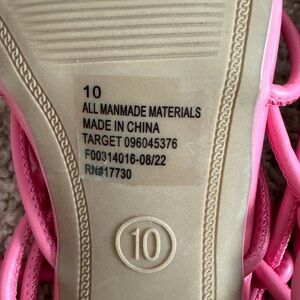 10
ALL MANMADE MATERIALS
MADE IN CHINA
TARGET 096045376
F00314016-08/22
RN#17730
10